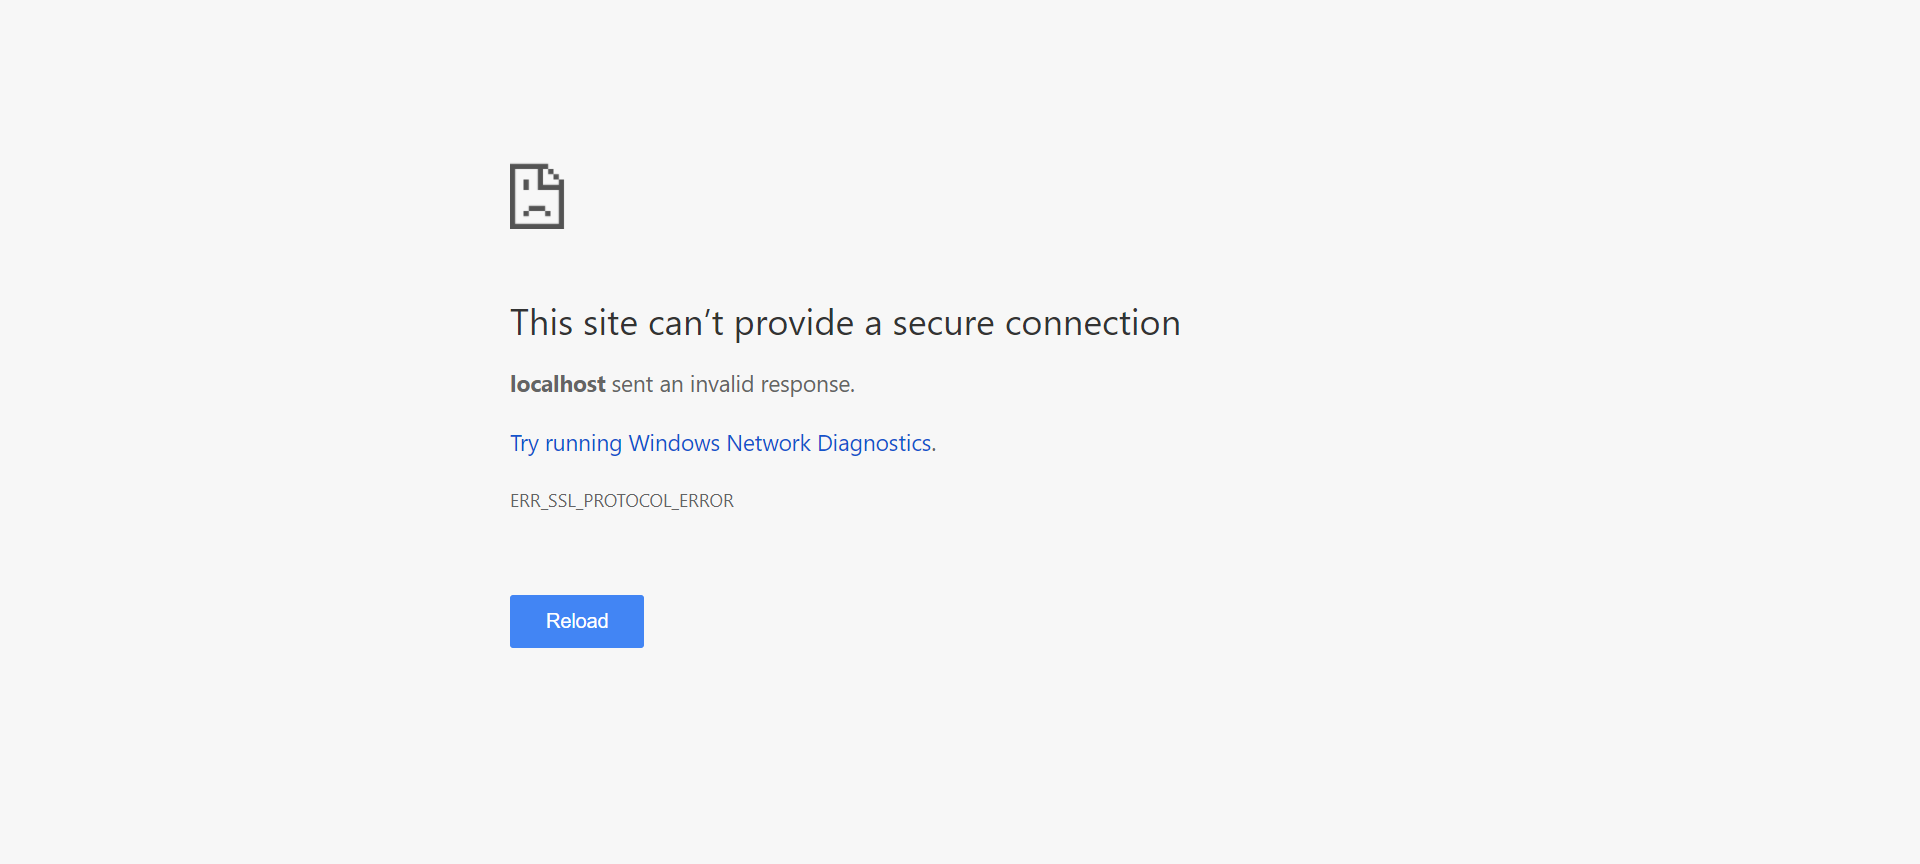 This site can’t provide a secure connection
localhost sent an invalid response.
Try running Windows Network Diagnostics.
ERR_SSL_PROTOCOL_ERROR
Reload